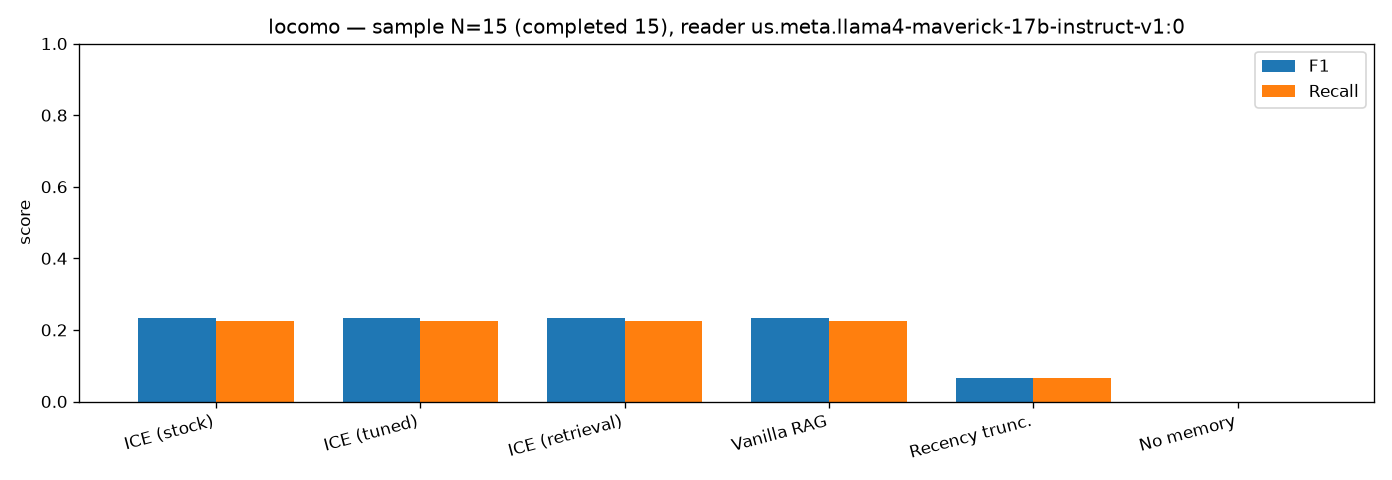 locomo — sample N=15 (completed 15), reader us.meta.llama4-maverick-17b-instruct-v1:0
F1
Recall
score
1.0
0.8
0.6
0.4
0.2
0.0
ICE (stock)
ICE (tuned)
ICE (retrieval)
Vanilla RAG
Recency trunc.
No memory